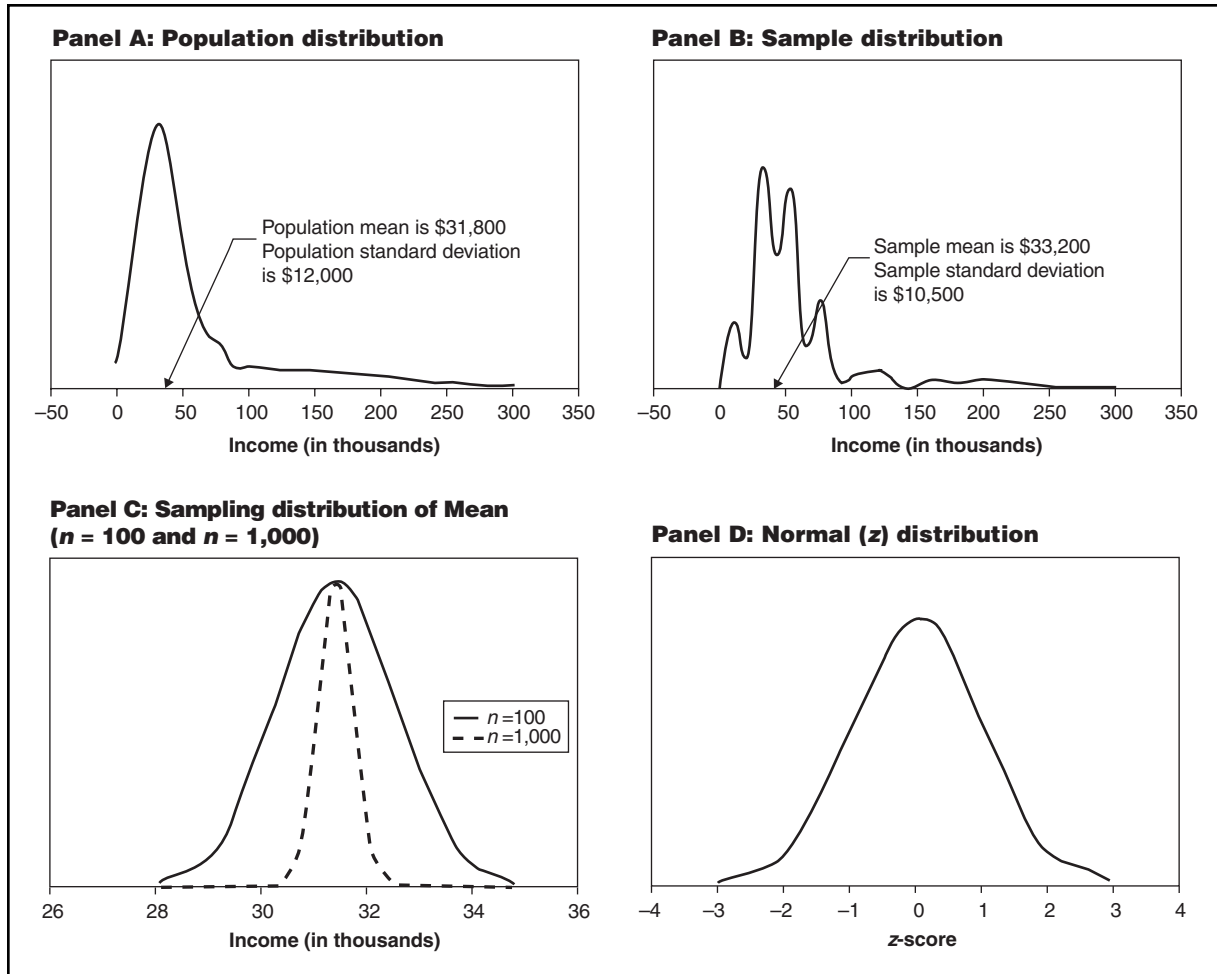 Panel A: Population distribution
Population mean is $31,800
Population standard deviation
is $12,000
–50 0 50 100 150 200 250 300 350
Income (in thousands)
Panel B: Sample distribution
Sample mean is $33,200
Sample standard deviation
is $10,500
–50 0 50 100 150 200 250 300 350
Income (in thousands)
Panel C: Sampling distribution of Mean
(n = 100 and n = 1,000)
n =100
n =1,000
26 28 30 32 34 36
Income (in thousands)
Panel D: Normal (z) distribution
–4 –3 –2 –1 0 1 2 3 4
z-score